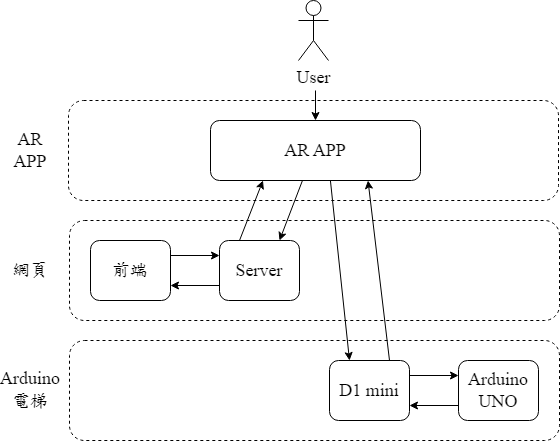 User
AR
APP
AR APP
網頁
前端
Server
Arduino
電梯
D1 mini
Arduino
UNO